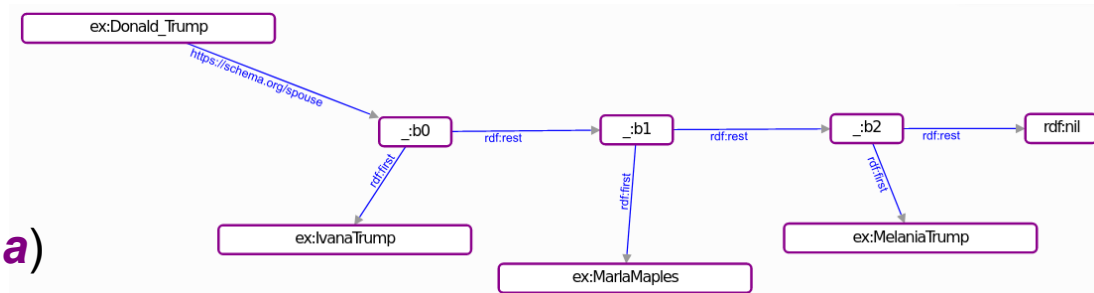 ex:Donald_Trump
https://schema.org/spouse
_:b0
rdf:rest
_:b1
rdf:rest
_:b2
rdf:rest
rdf:nil
rdf:first
rdf:first
rdf:first
ex:IvanaTrump
ex:MarlaMaples
ex:MelaniaTrump
a)